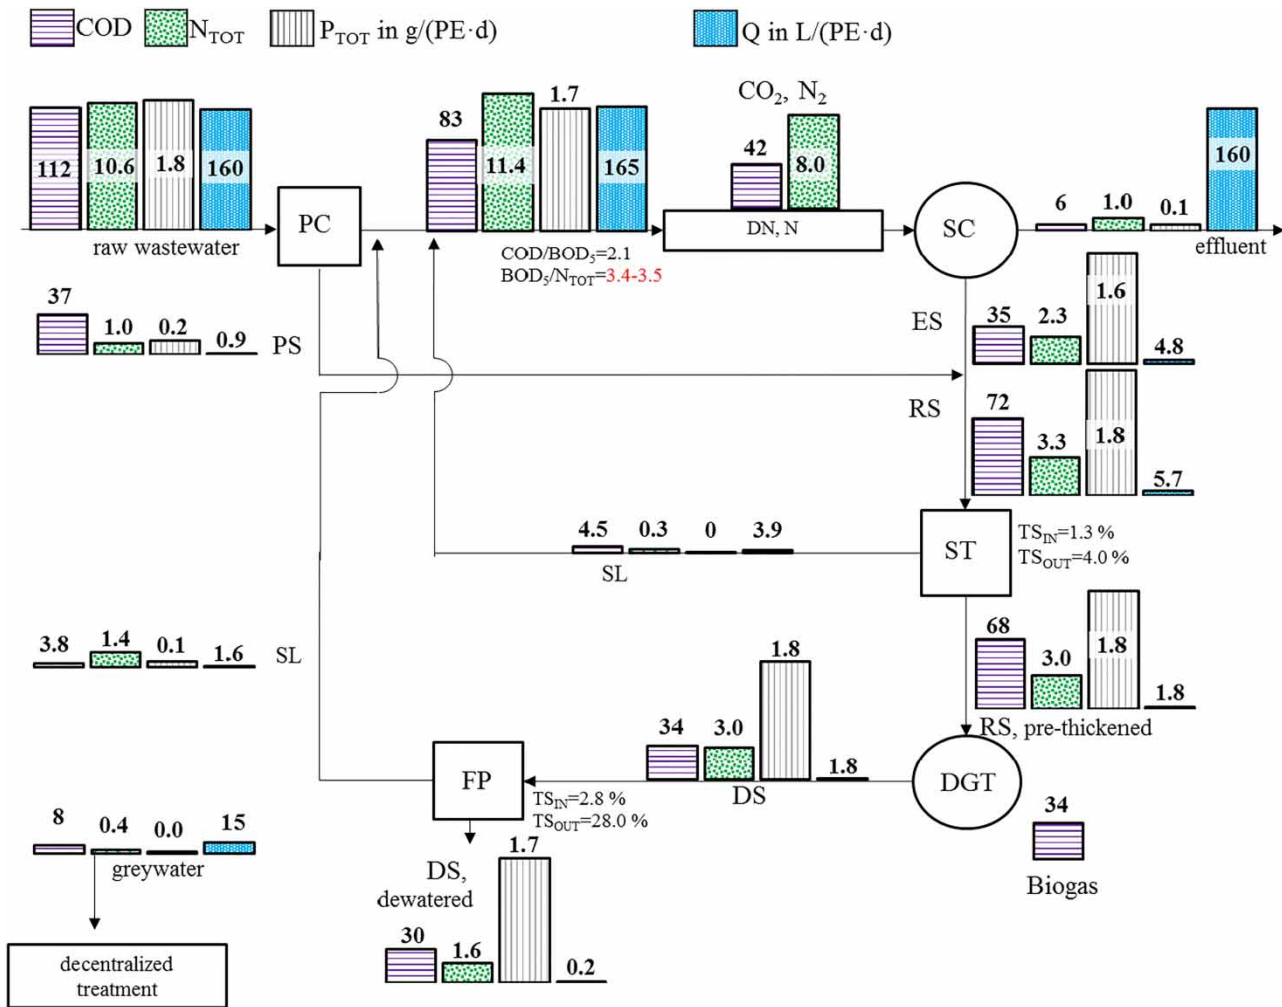 COD N_TOT P_TOT in g/(PE·d) Q in L/(PE·d)
CO₂, N₂
112 10.6 1.8 160
raw wastewater
PC
83 11.4 1.7 165
COD/BOD₅=2.1
BOD₅/N_TOT=3.4-3.5
42 8.0
DN, N
SC
6 1.0 0.1 160
effluent
37 1.0 0.2 0.9
PS
ES
35 2.3 1.6 4.8
RS
72 3.3 1.8 5.7
4.5 0.3 0 3.9
SL
ST
TS_IN=1.3 %
TS_OUT=4.0 %
3.8 1.4 0.1 1.6
SL
68 3.0 1.8 1.8
RS, pre-thickened
34 3.0 1.8 1.8
DS
DGT
FP
TS_IN=2.8 %
TS_OUT=28.0 %
34
Biogas
8 0.4 0.0 15
greywater
DS,
dewatered
30 1.6 1.7 0.2
decentralized
treatment